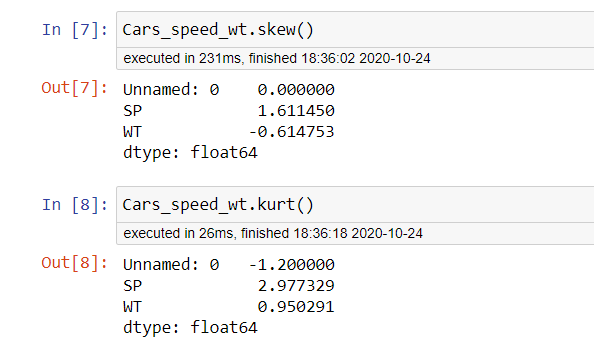 In [7]: Cars_speed_wt.skew()
executed in 231ms, finished 18:36:02 2020-10-24
Out[7]: Unnamed: 0    0.000000
SP            1.611450
WT           -0.614753
dtype: float64
In [8]: Cars_speed_wt.kurt()
executed in 26ms, finished 18:36:18 2020-10-24
Out[8]: Unnamed: 0   -1.200000
SP            2.977329
WT            0.950291
dtype: float64